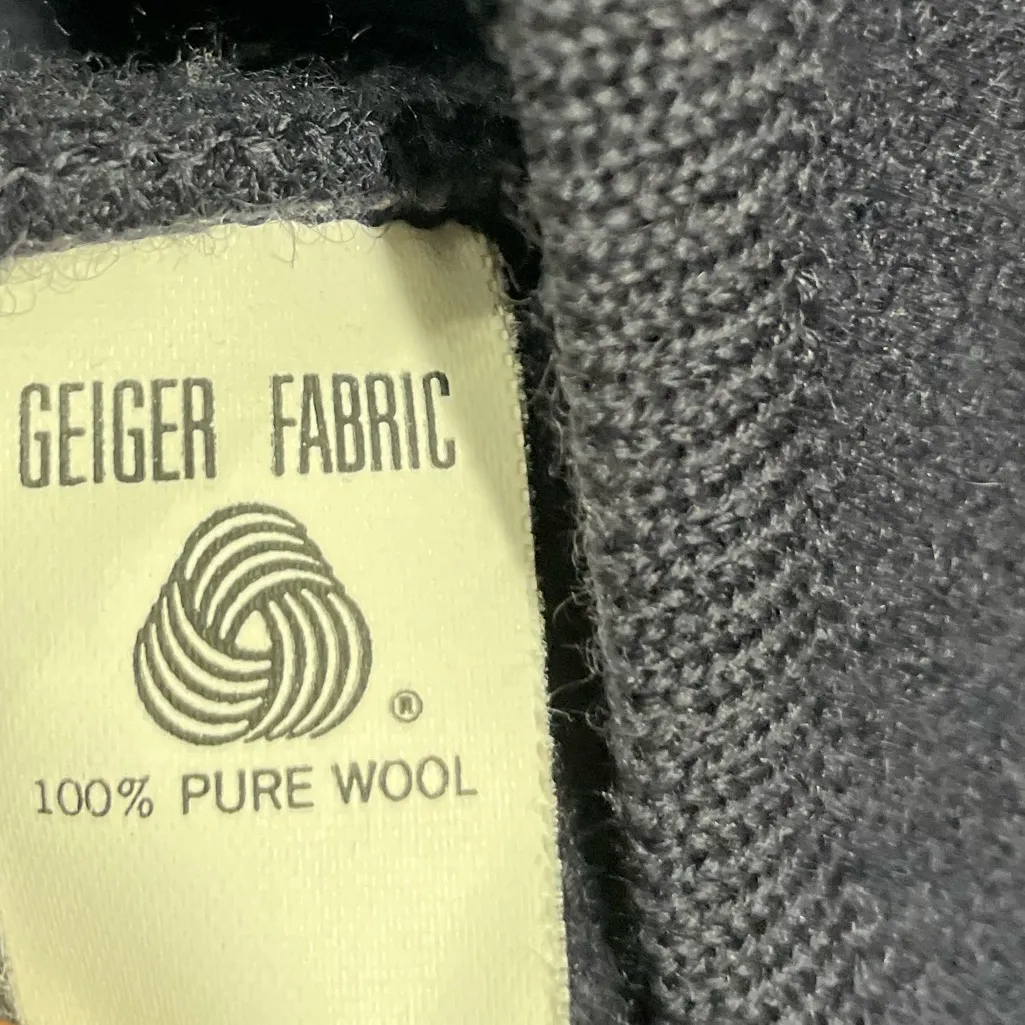 GEIGER FABRIC
®
100% PURE WOOL